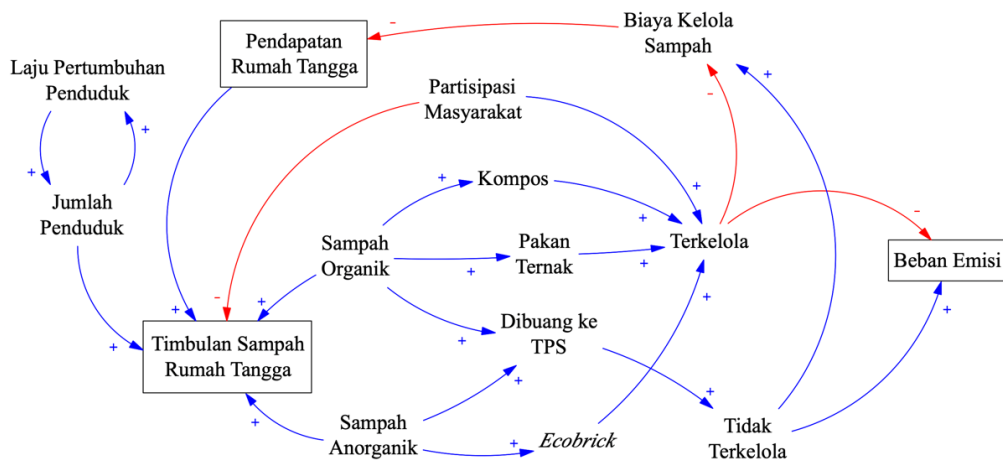 Biaya Kelola
Sampah
Pendapatan
Rumah Tangga
Laju Pertumbuhan
Penduduk
Partisipasi
Masyarakat
Kompos
Jumlah
Penduduk
Sampah
Organik
Pakan
Ternak
Terkelola
Beban Emisi
Timbulan Sampah
Rumah Tangga
Dibuang ke
TPS
Sampah
Anorganik
Ecobrick
Tidak
Terkelola
-
-
+
+
+
+
+
+
+
+
-
+
+
-
+
+
+
+
+
+
+
+
+
+